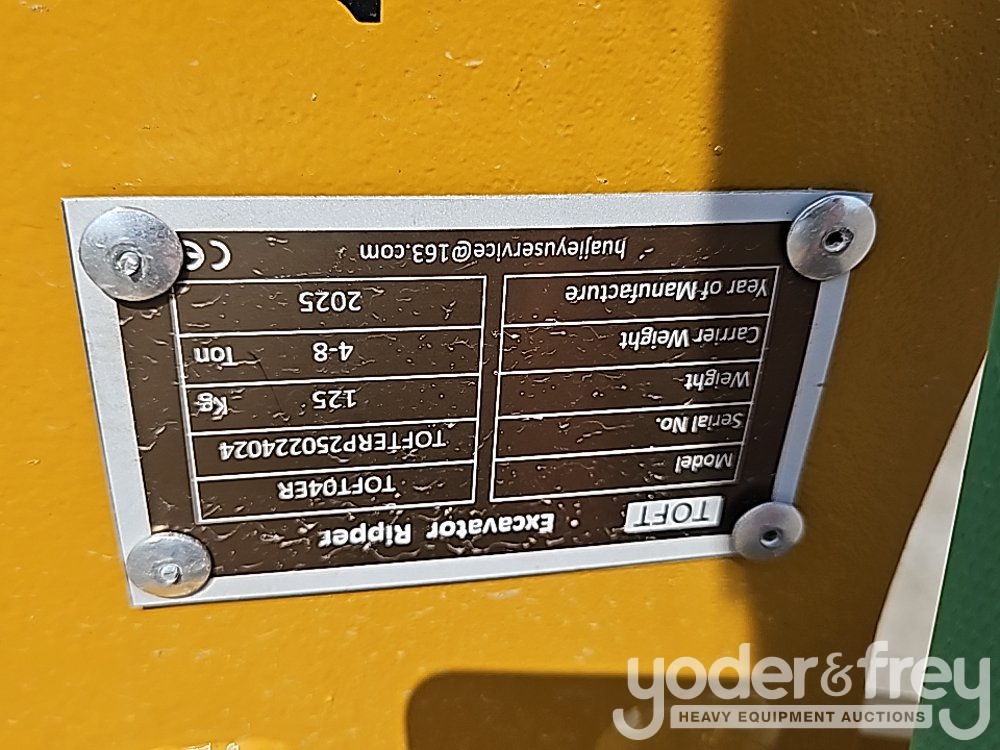 TOFT · Excavator Ripper
Model TOFT04ER
Serial No. TOFTERP250224024
Weight 125 Kg
Carrier Weight 4-8 Ton
Year of Manufacture 2025
huajieyuservice@163.com CE
yoder&frey
HEAVY EQUIPMENT AUCTIONS